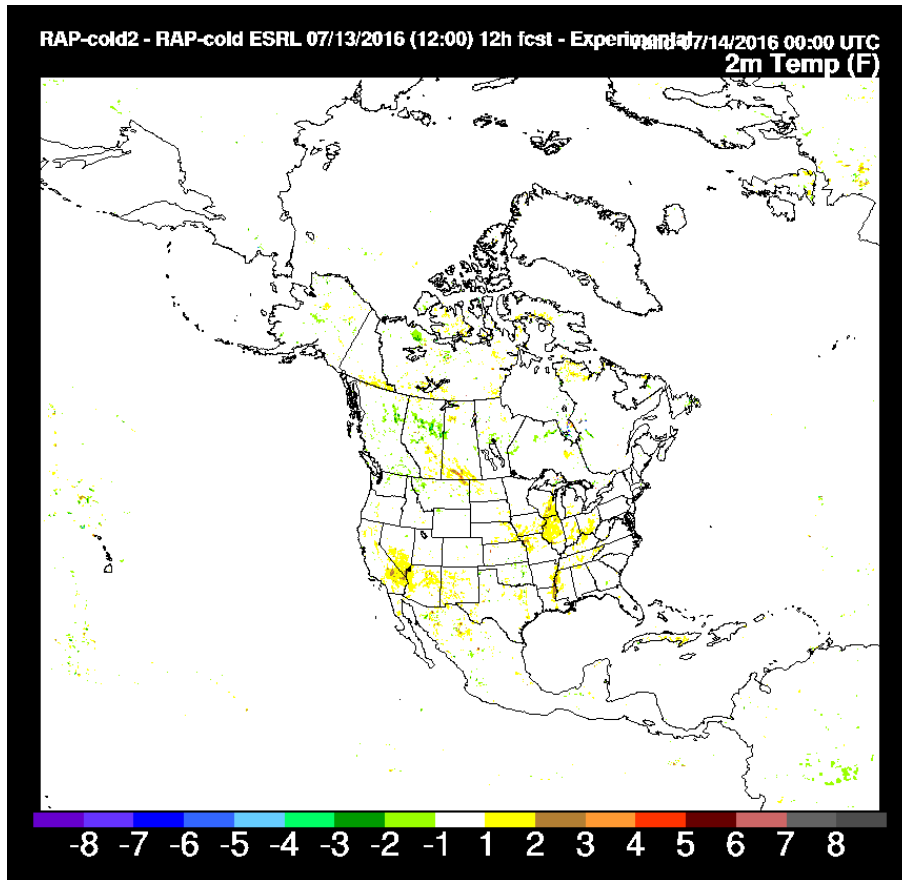 RAP-cold2 - RAP-cold ESRL 07/13/2016 (12:00) 12h fcst - Experimental
Valid 07/14/2016 00:00 UTC
2m Temp (F)
-8 -7 -6 -5 -4 -3 -2 -1 1 2 3 4 5 6 7 8